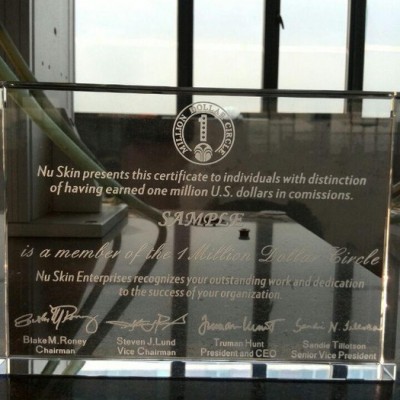 MILLION DOLLAR CIRCLE
1
Nu Skin presents this certificate to individuals with distinction
of having earned one million U.S. dollars in comissions.
SAMPLE
is a member of the 1 Million Dollar Circle
Nu Skin Enterprises recognizes your outstanding work and dedication
to the success of your organization.
Blake M. Roney Steven J. Lund Truman Hunt Sandie Tillotson
Chairman Vice Chairman President and CEO Senior Vice President